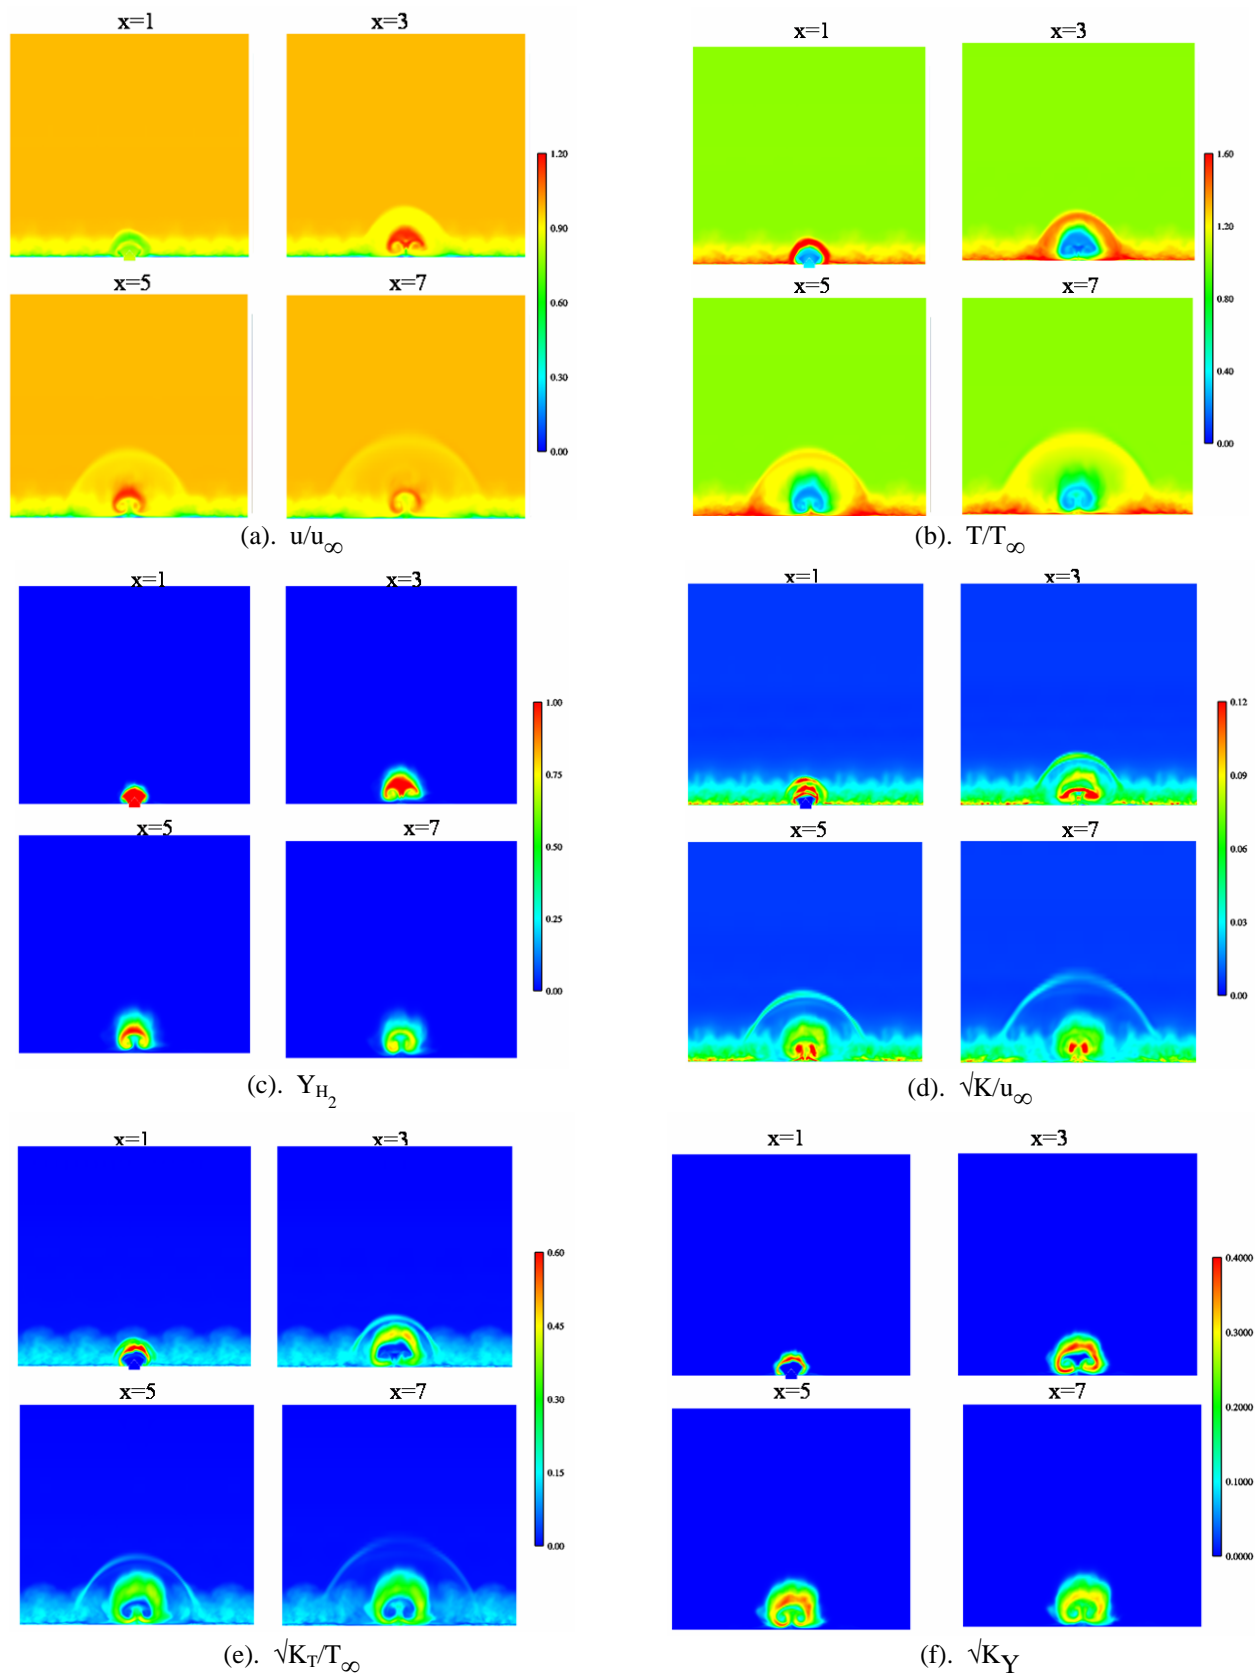 x=1
x=3
1.20
0.90
0.60
0.30
0.00
x=5
x=7
(a). u/u∞
x=1
x=3
1.60
1.20
0.80
0.40
0.00
x=5
x=7
(b). T/T∞
x=1
x=3
1.00
0.75
0.50
0.25
0.00
x=5
x=7
(c). Y_H₂
x=1
x=3
0.12
0.09
0.06
0.03
0.00
x=5
x=7
(d). √K/u∞
x=1
x=3
0.60
0.45
0.30
0.15
0.00
x=5
x=7
(e). √K_T/T∞
x=1
x=3
0.4000
0.3000
0.2000
0.1000
0.0000
x=5
x=7
(f). √K_Y